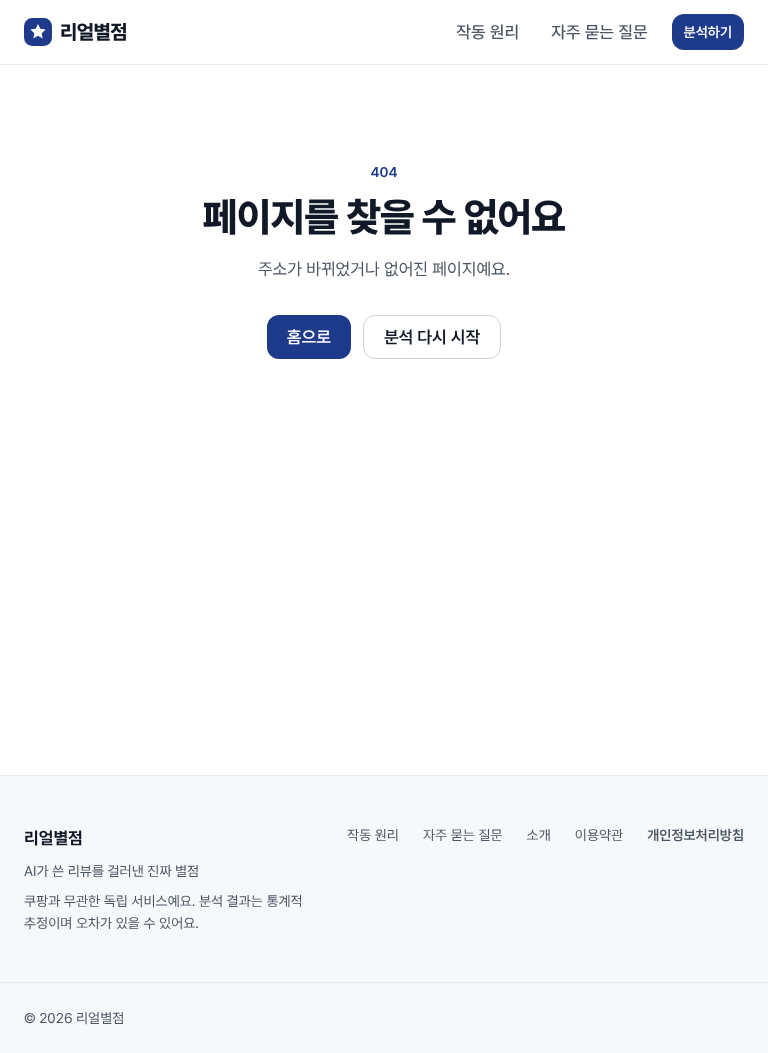 리얼별점
작동 원리
자주 묻는 질문
분석하기
404
페이지를 찾을 수 없어요
주소가 바뀌었거나 없어진 페이지예요.
홈으로
분석 다시 시작
리얼별점
AI가 쓴 리뷰를 걸러낸 진짜 별점
쿠팡과 무관한 독립 서비스예요. 분석 결과는 통계적
추정이며 오차가 있을 수 있어요.
작동 원리
자주 묻는 질문
소개
이용약관
개인정보처리방침
© 2026 리얼별점